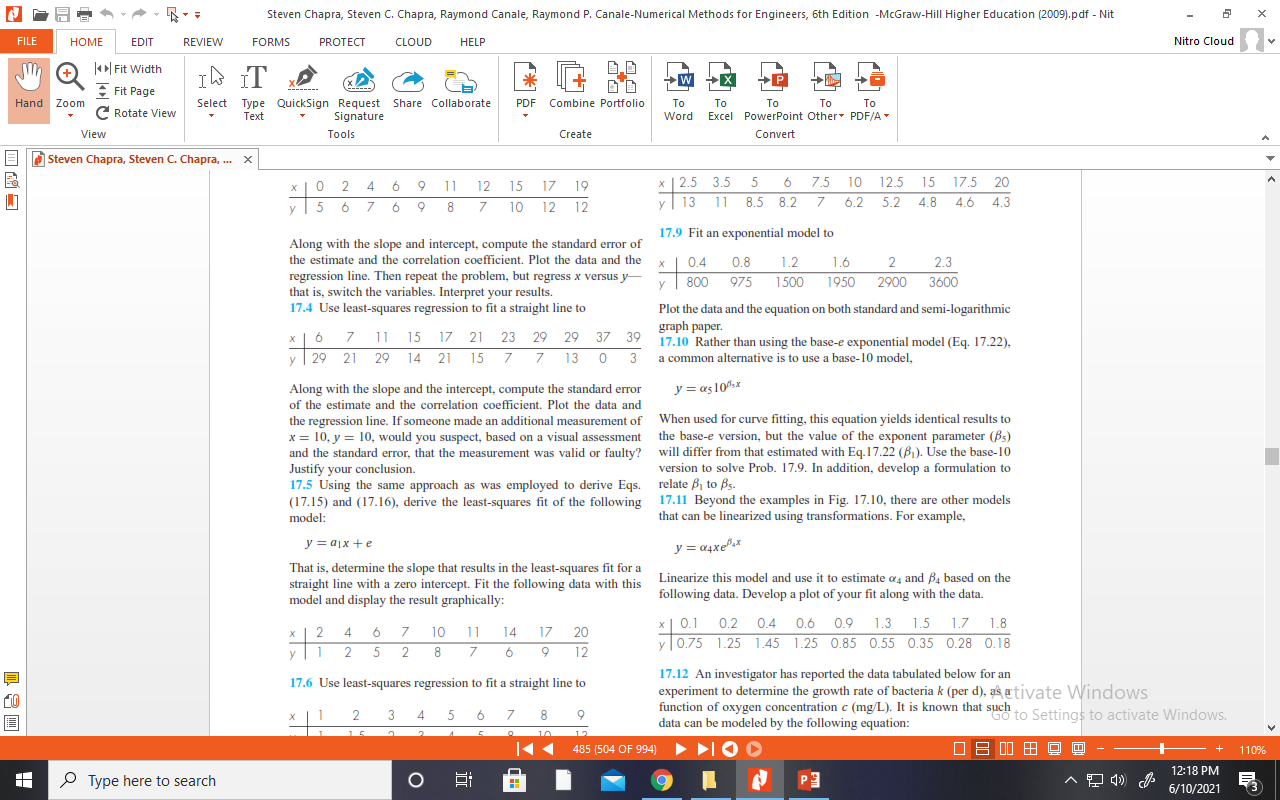 Steven Chapra, Steven C. Chapra, Raymond Canale, Raymond P. Canale-Numerical Methods for Engineers, 6th Edition -McGraw-Hill Higher Education (2009).pdf - Nit
FILE HOME EDIT REVIEW FORMS PROTECT CLOUD HELP Nitro Cloud
Hand Zoom Fit Width Fit Page Rotate View
View
Select Type Text QuickSign Request Signature Share Collaborate
Tools
PDF Combine Portfolio
Create
To Word To Excel To PowerPoint To Other To PDF/A
Convert
Steven Chapra, Steven C. Chapra, ...
x 0 2 4 6 9 11 12 15 17 19
y 5 6 7 6 9 8 7 10 12 12
Along with the slope and intercept, compute the standard error of
the estimate and the correlation coefficient. Plot the data and the
regression line. Then repeat the problem, but regress x versus y—
that is, switch the variables. Interpret your results.
17.4 Use least-squares regression to fit a straight line to
x 6 7 11 15 17 21 23 29 29 37 39
y 29 21 29 14 21 15 7 7 13 0 3
Along with the slope and the intercept, compute the standard error
of the estimate and the correlation coefficient. Plot the data and
the regression line. If someone made an additional measurement of
x = 10, y = 10, would you suspect, based on a visual assessment
and the standard error, that the measurement was valid or faulty?
Justify your conclusion.
17.5 Using the same approach as was employed to derive Eqs.
(17.15) and (17.16), derive the least-squares fit of the following
model:
y = a₁x + e
That is, determine the slope that results in the least-squares fit for a
straight line with a zero intercept. Fit the following data with this
model and display the result graphically:
x 2 4 6 7 10 11 14 17 20
y 1 2 5 2 8 7 6 9 12
17.6 Use least-squares regression to fit a straight line to
x 1 2 3 4 5 6 7 8 9
x 2.5 3.5 5 6 7.5 10 12.5 15 17.5 20
y 13 11 8.5 8.2 7 6.2 5.2 4.8 4.6 4.3
17.9 Fit an exponential model to
x 0.4 0.8 1.2 1.6 2 2.3
y 800 975 1500 1950 2900 3600
Plot the data and the equation on both standard and semi-logarithmic
graph paper.
17.10 Rather than using the base-e exponential model (Eq. 17.22),
a common alternative is to use a base-10 model,
y = α₅10^β₅x
When used for curve fitting, this equation yields identical results to
the base-e version, but the value of the exponent parameter (β₅)
will differ from that estimated with Eq.17.22 (β₁). Use the base-10
version to solve Prob. 17.9. In addition, develop a formulation to
relate β₁ to β₅.
17.11 Beyond the examples in Fig. 17.10, there are other models
that can be linearized using transformations. For example,
y = α₄xe^β₄x
Linearize this model and use it to estimate α₄ and β₄ based on the
following data. Develop a plot of your fit along with the data.
x 0.1 0.2 0.4 0.6 0.9 1.3 1.5 1.7 1.8
y 0.75 1.25 1.45 1.25 0.85 0.55 0.35 0.28 0.18
17.12 An investigator has reported the data tabulated below for an
experiment to determine the growth rate of bacteria k (per d), as a
function of oxygen concentration c (mg/L). It is known that such
data can be modeled by the following equation:
Activate Windows
Go to Settings to activate Windows.
485 (504 OF 994) 110%
Type here to search
12:18 PM
6/10/2021
3